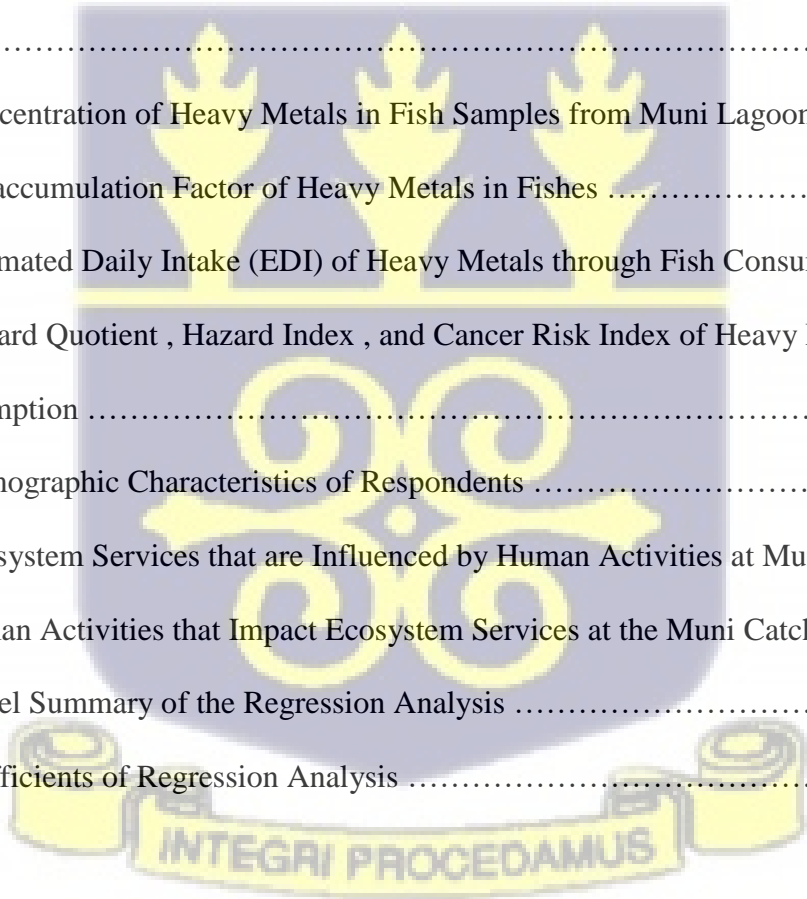 ………………………………………………………………………………
centration of Heavy Metals in Fish Samples from Muni Lagoon
accumulation Factor of Heavy Metals in Fishes ……………………
mated Daily Intake (EDI) of Heavy Metals through Fish Consu
ard Quotient , Hazard Index , and Cancer Risk Index of Heavy
mption ………………………………………………………………………
nographic Characteristics of Respondents ……………………………
system Services that are Influenced by Human Activities at Mu
an Activities that Impact Ecosystem Services at the Muni Catch
el Summary of the Regression Analysis ………………………………
fficients of Regression Analysis …………………………………………
INTEGRI PROCEDAMUS